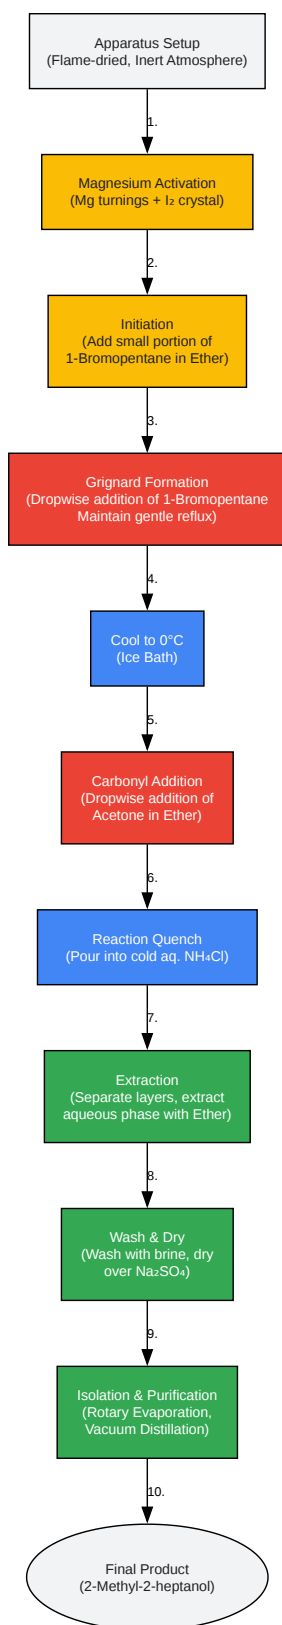 Apparatus Setup
(Flame-dried, Inert Atmosphere)
1.
Magnesium Activation
(Mg turnings + I₂ crystal)
2.
Initiation
(Add small portion of
1-Bromopentane in Ether)
3.
Grignard Formation
(Dropwise addition of 1-Bromopentane
Maintain gentle reflux)
4.
Cool to 0°C
(Ice Bath)
5.
Carbonyl Addition
(Dropwise addition of
Acetone in Ether)
6.
Reaction Quench
(Pour into cold aq. NH₄Cl)
7.
Extraction
(Separate layers, extract
aqueous phase with Ether)
8.
Wash & Dry
(Wash with brine, dry
over Na₂SO₄)
9.
Isolation & Purification
(Rotary Evaporation,
Vacuum Distillation)
10.
Final Product
(2-Methyl-2-heptanol)